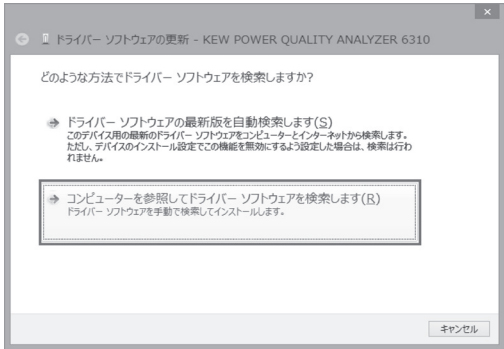 ドライバー ソフトウェアの更新 - KEW POWER QUALITY ANALYZER 6310
どのような方法でドライバー ソフトウェアを検索しますか?
ドライバー ソフトウェアの最新版を自動検索します(S)
このデバイス用の最新のドライバー ソフトウェアをコンピューターとインターネットから検索します。
ただし、デバイスのインストール設定でこの機能を無効にするよう設定した場合は、検索は行わ
れません。
コンピューターを参照してドライバー ソフトウェアを検索します(R)
ドライバー ソフトウェアを手動で検索してインストールします。
キャンセル